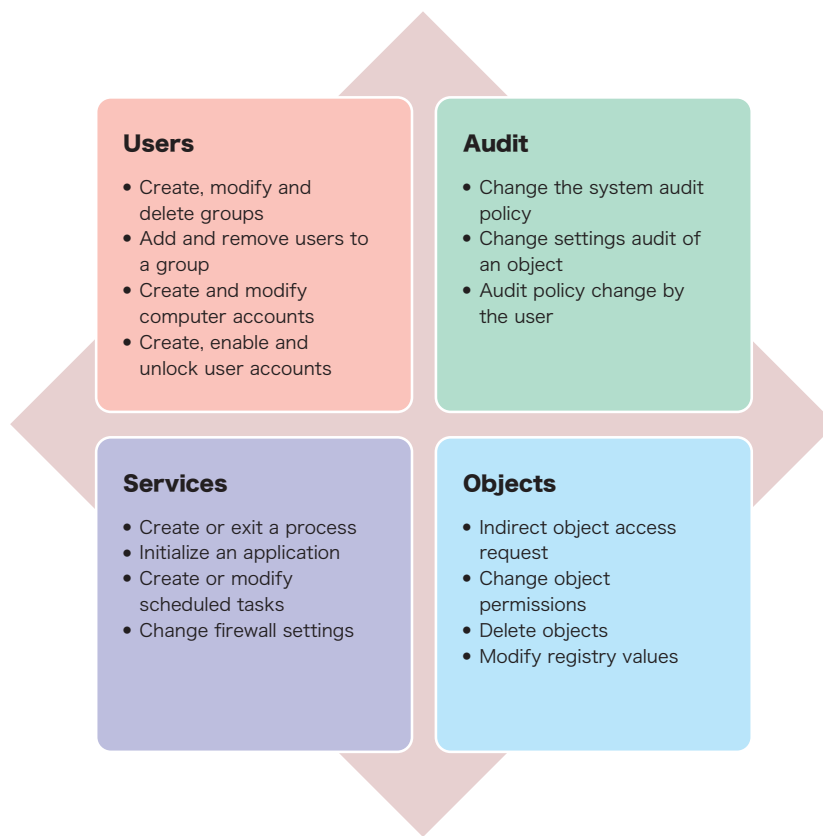 Users
• Create, modify and
delete groups
• Add and remove users to
a group
• Create and modify
computer accounts
• Create, enable and
unlock user accounts
Audit
• Change the system audit
policy
• Change settings audit of
an object
• Audit policy change by
the user
Services
• Create or exit a process
• Initialize an application
• Create or modify
scheduled tasks
• Change firewall settings
Objects
• Indirect object access
request
• Change object
permissions
• Delete objects
• Modify registry values